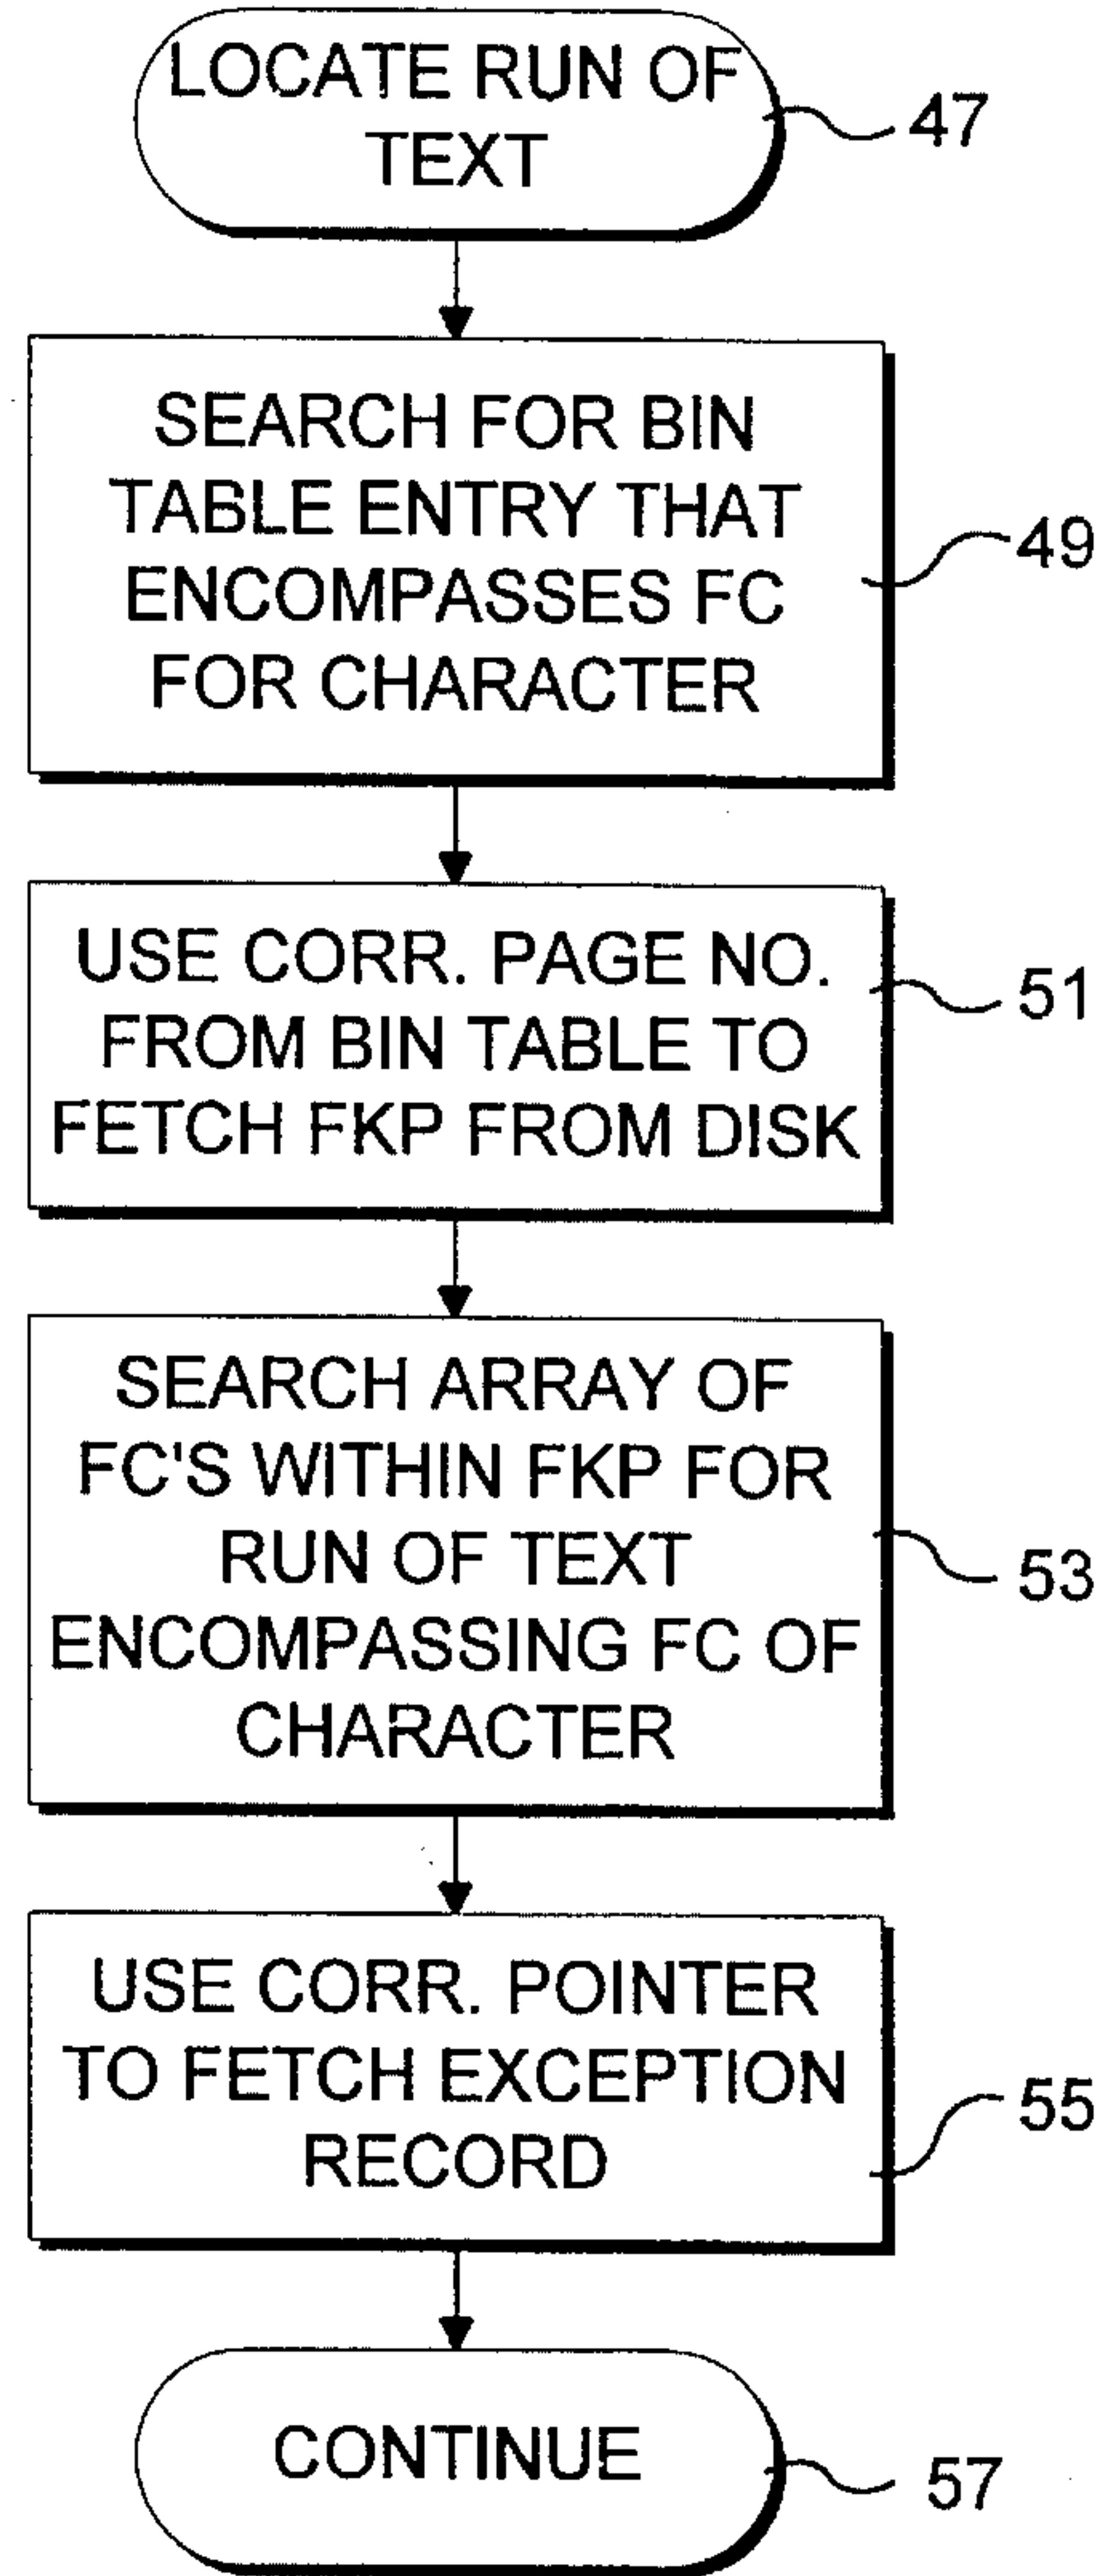 LOCATE RUN OF
TEXT
47
SEARCH FOR BIN
TABLE ENTRY THAT
ENCOMPASSES FC
FOR CHARACTER
49
USE CORR. PAGE NO.
FROM BIN TABLE TO
FETCH FKP FROM DISK
51
SEARCH ARRAY OF
FC'S WITHIN FKP FOR
RUN OF TEXT
ENCOMPASSING FC OF
CHARACTER
53
USE CORR. POINTER
TO FETCH EXCEPTION
RECORD
55
CONTINUE
57